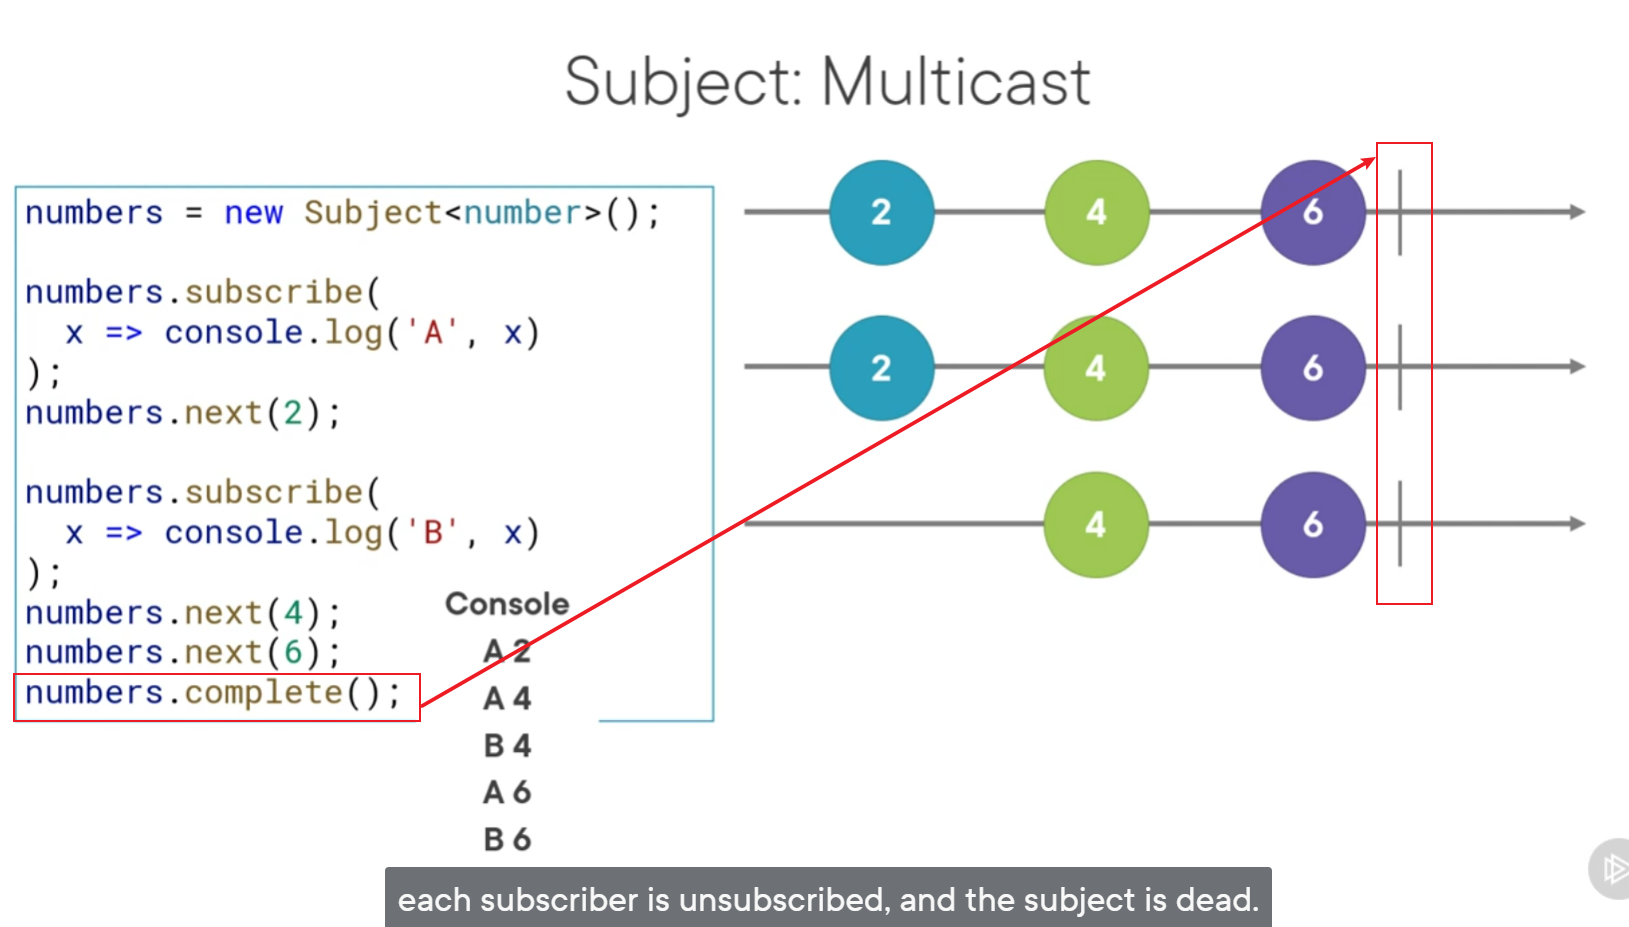 Subject: Multicast
numbers = new Subject<number>();
numbers.subscribe(
x => console.log('A', x)
);
numbers.next(2);
numbers.subscribe(
x => console.log('B', x)
);
numbers.next(4);
numbers.next(6);
numbers.complete();
Console
A 2
A 4
B 4
A 6
B 6
2 4 6
2 4 6
4 6
each subscriber is unsubscribed, and the subject is dead.